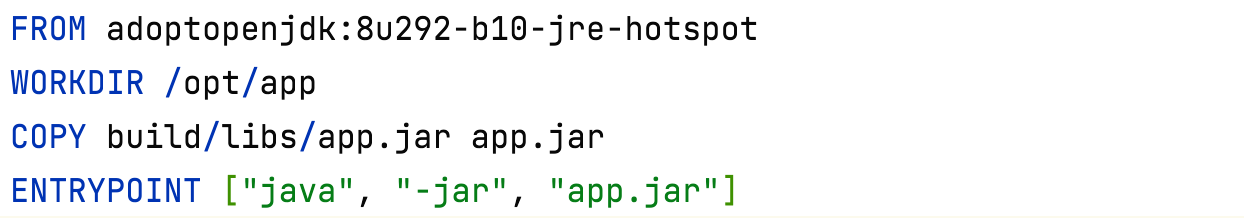 FROM adoptopenjdk:8u292-b10-jre-hotspot
WORKDIR /opt/app
COPY build/libs/app.jar app.jar
ENTRYPOINT ["java", "-jar", "app.jar"]